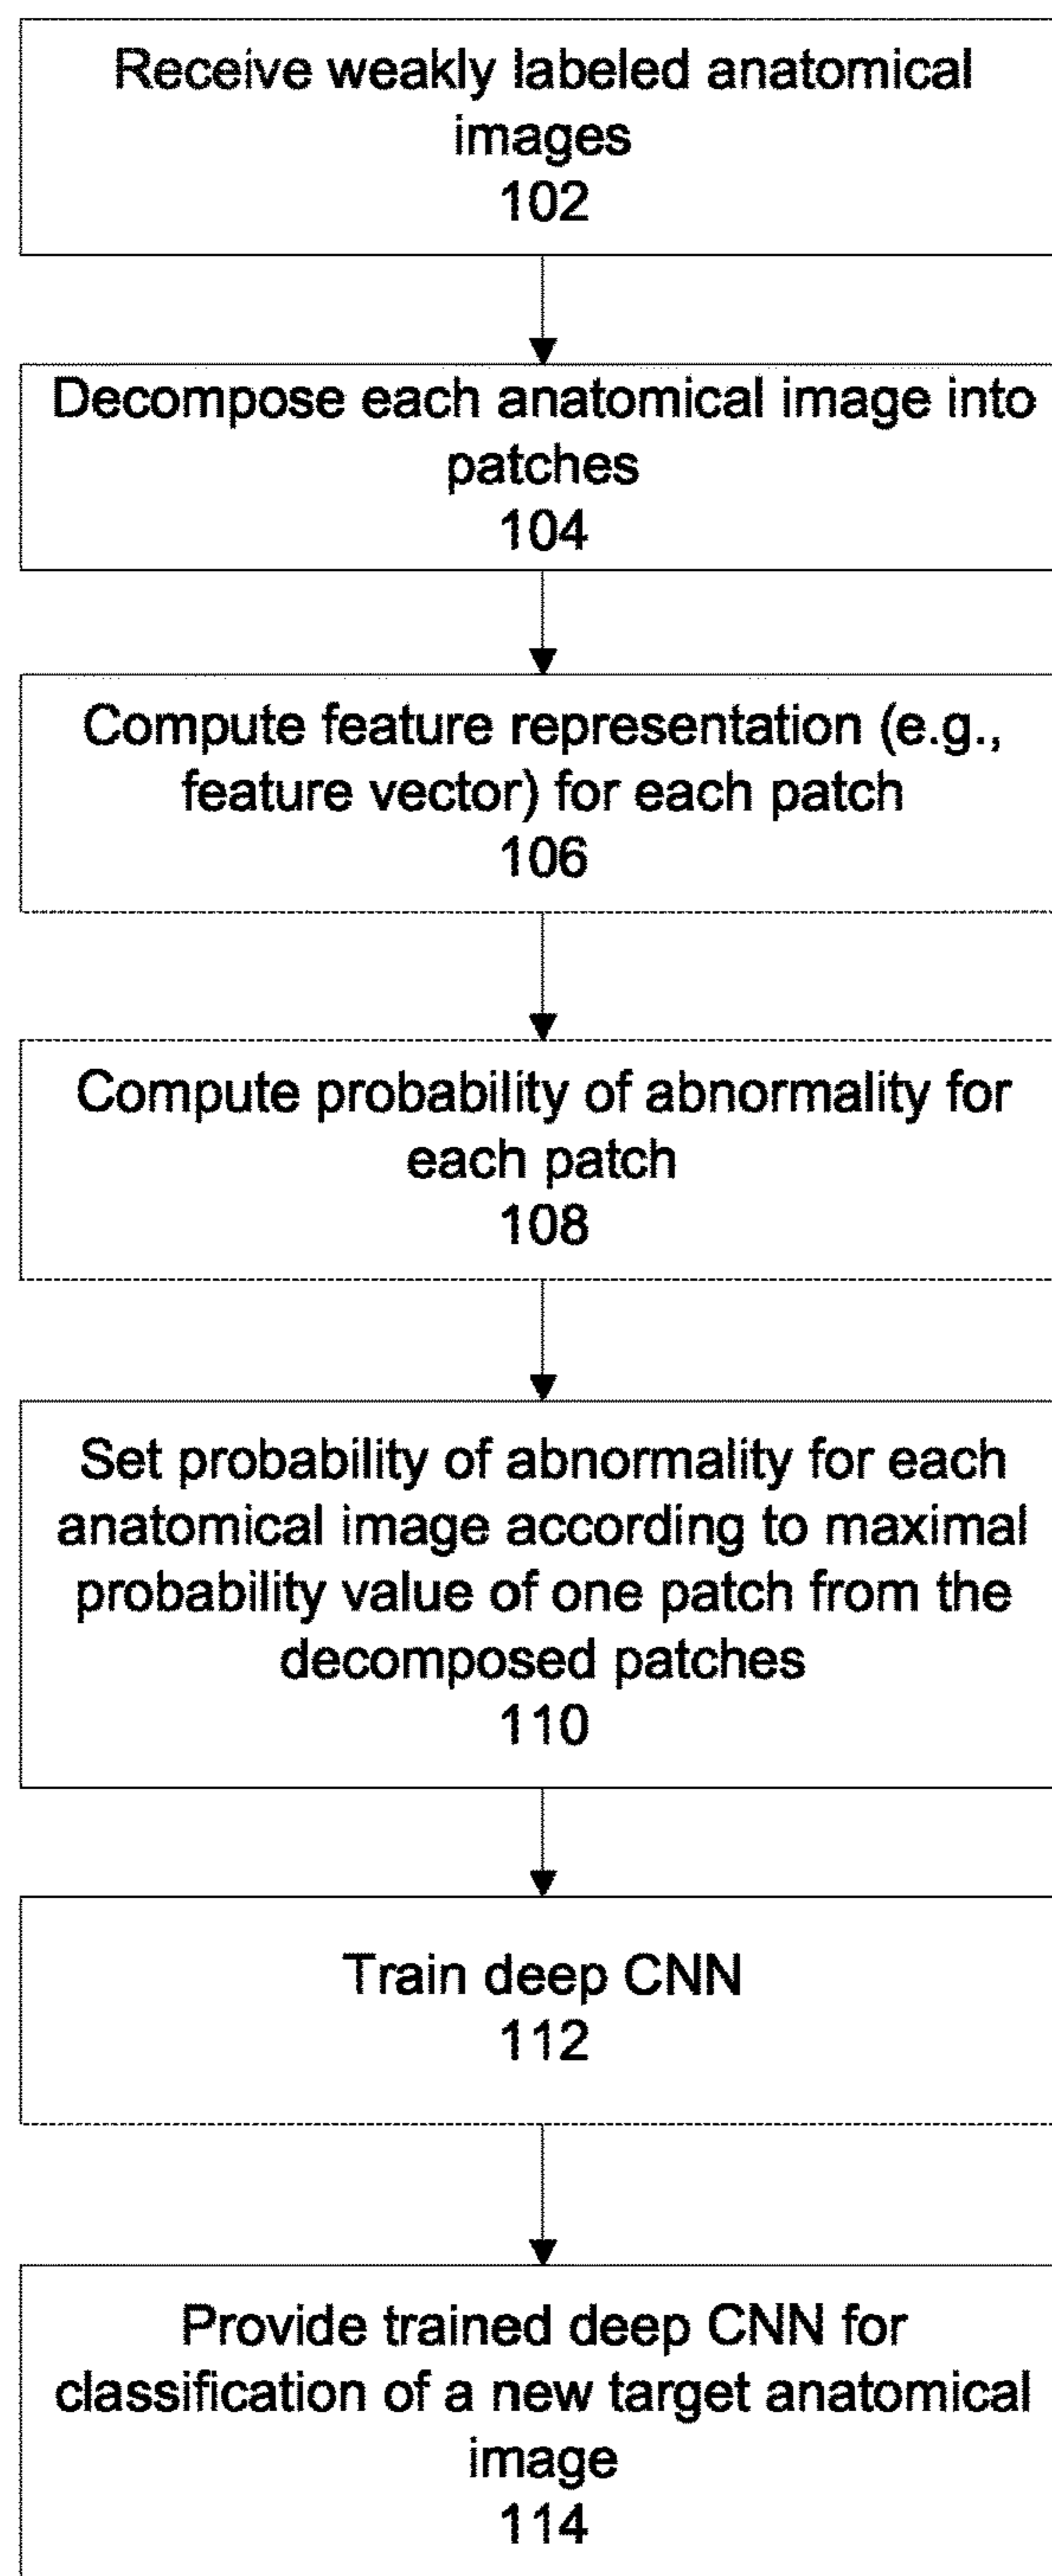 Receive weakly labeled anatomical
images
102
Decompose each anatomical image into
patches
104
Compute feature representation (e.g.,
feature vector) for each patch
106
Compute probability of abnormality for
each patch
108
Set probability of abnormality for each
anatomical image according to maximal
probability value of one patch from the
decomposed patches
110
Train deep CNN
112
Provide trained deep CNN for
classification of a new target anatomical
image
114